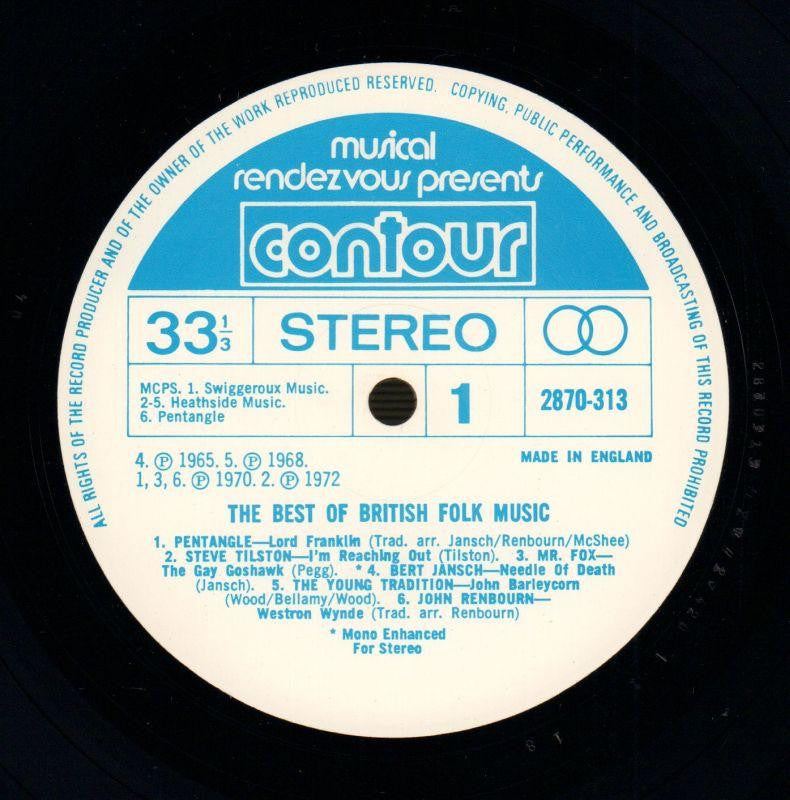 ALL RIGHTS OF THE RECORD PRODUCER AND OF THE OWNER OF THE WORK REPRODUCED RESERVED. COPYING, PUBLIC PERFORMANCE AND BROADCASTING OF THIS RECORD PROHIBITED
musical
rendezvous presents
contour
33 1/3
STEREO
MCPS. 1. Swiggeroux Music.
2-5. Heathside Music.
6. Pentangle
1
2870-313
4. ℗ 1965. 5. ℗ 1968.
1, 3, 6. ℗ 1970. 2. ℗ 1972
MADE IN ENGLAND
THE BEST OF BRITISH FOLK MUSIC
1. PENTANGLE—Lord Franklin (Trad. arr. Jansch/Renbourn/McShee)
2. STEVE TILSTON—I'm Reaching Out (Tilston). 3. MR. FOX—
The Gay Goshawk (Pegg). * 4. BERT JANSCH—Needle Of Death
(Jansch). 5. THE YOUNG TRADITION—John Barleycorn
(Wood/Bellamy/Wood). 6. JOHN RENBOURN—
Westron Wynde (Trad. arr. Renbourn)
* Mono Enhanced
For Stereo